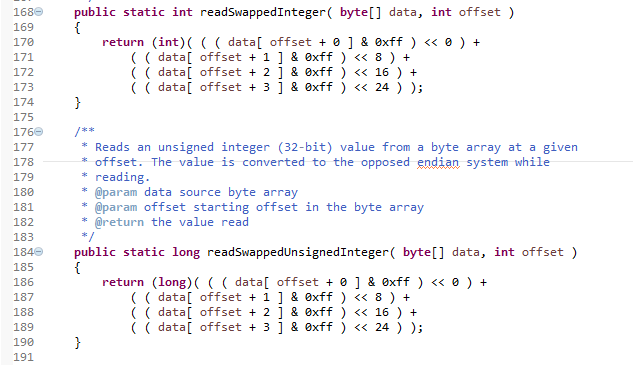 168 public static int readSwappedInteger( byte[] data, int offset )
169 {
170     return (int)( ( ( data[ offset + 0 ] & 0xff ) << 0 ) +
171         ( ( data[ offset + 1 ] & 0xff ) << 8 ) +
172         ( ( data[ offset + 2 ] & 0xff ) << 16 ) +
173         ( ( data[ offset + 3 ] & 0xff ) << 24 ) );
174 }
175
176 /**
177  * Reads an unsigned integer (32-bit) value from a byte array at a given
178  * offset. The value is converted to the opposed endian system while
179  * reading.
180  * @param data source byte array
181  * @param offset starting offset in the byte array
182  * @return the value read
183  */
184 public static long readSwappedUnsignedInteger( byte[] data, int offset )
185 {
186     return (long)( ( ( data[ offset + 0 ] & 0xff ) << 0 ) +
187         ( ( data[ offset + 1 ] & 0xff ) << 8 ) +
188         ( ( data[ offset + 2 ] & 0xff ) << 16 ) +
189         ( ( data[ offset + 3 ] & 0xff ) << 24 ) );
190 }
191